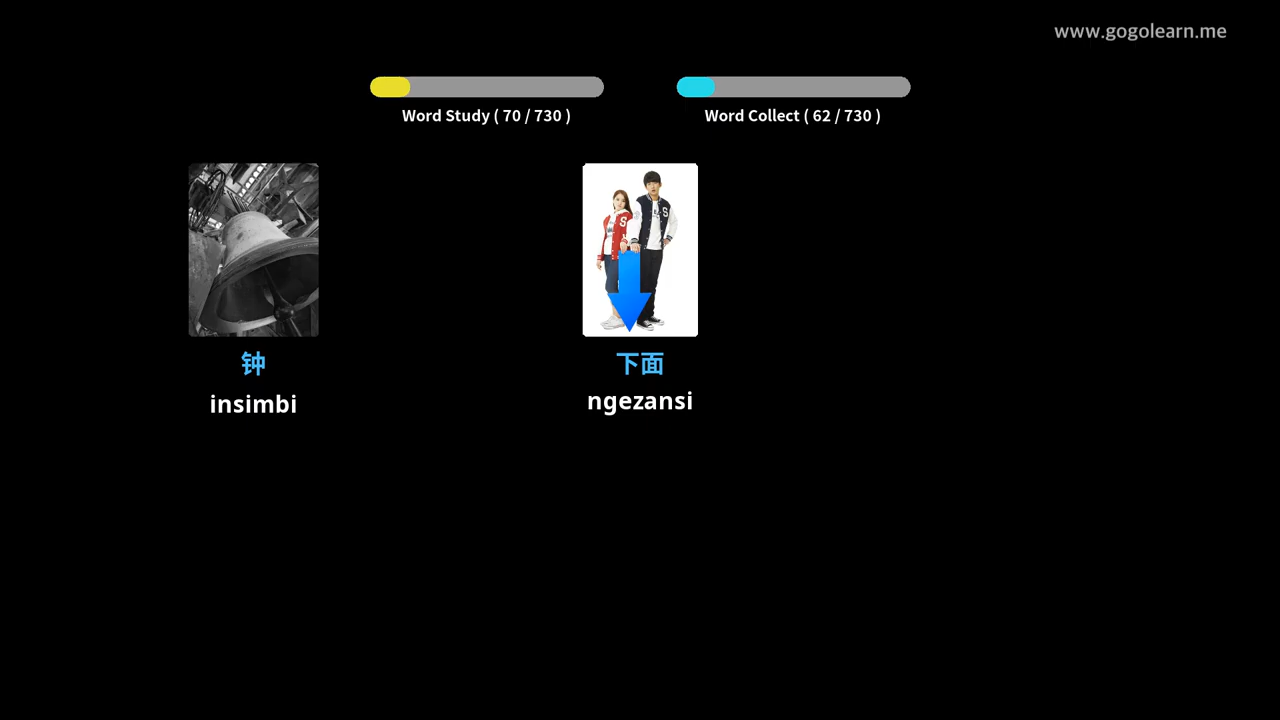 www.gogolearn.me
Word Study ( 70 / 730 )
Word Collect ( 62 / 730 )
钟
insimbi
下面
ngezansi